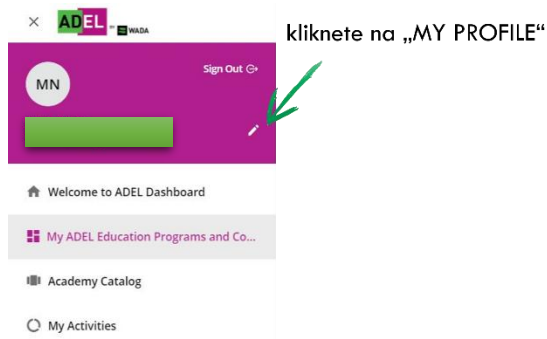 × ADEL BY WADA
kliknete na „MY PROFILE“
Sign Out
MN
Welcome to ADEL Dashboard
My ADEL Education Programs and Co...
Academy Catalog
My Activities